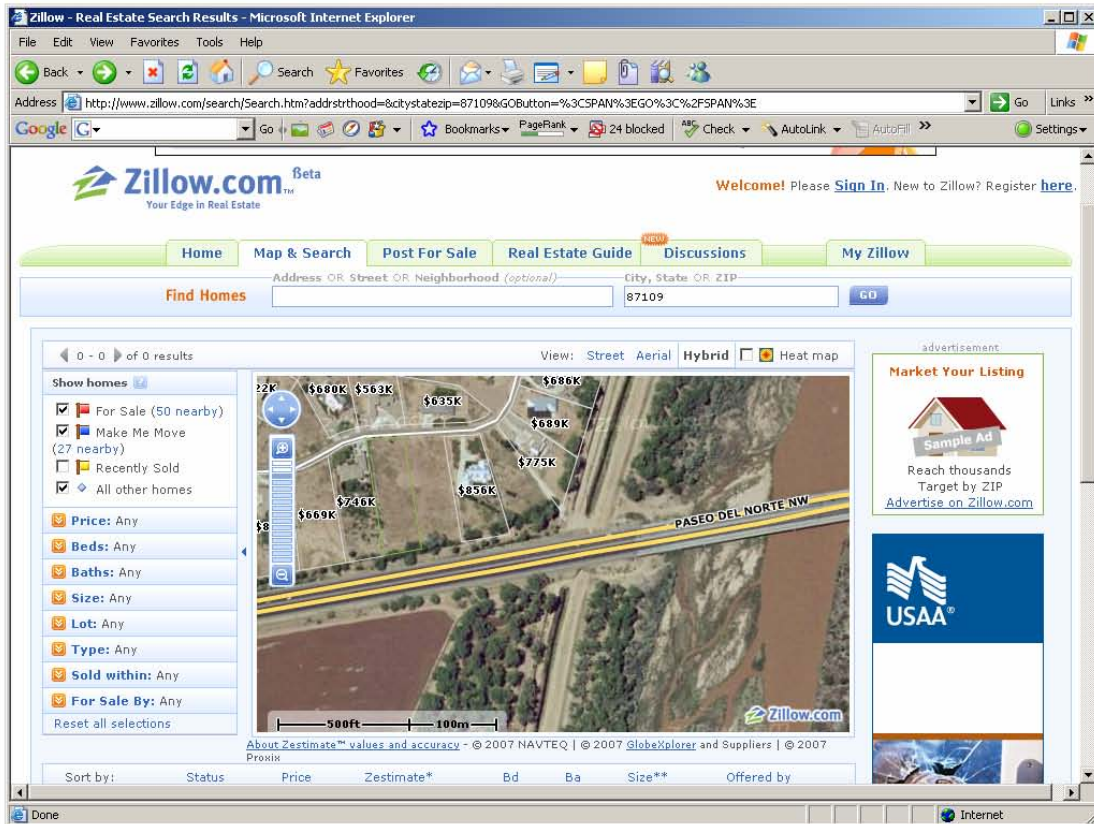 Zillow - Real Estate Search Results - Microsoft Internet Explorer
File Edit View Favorites Tools Help
Back Search Favorites
Address http://www.zillow.com/search/Search.htm?addrstrthood=&citystatezip=87109&GOButton=%3CSPAN%3EGO%3C%2FSPAN%3E Go Links »
Google G Go Bookmarks PageRank 24 blocked ABC Check AutoLink AutoFill » Settings
Zillow.com™ Beta
Your Edge in Real Estate
Welcome! Please Sign In. New to Zillow? Register here.
NEW
Home Map & Search Post For Sale Real Estate Guide Discussions My Zillow
Address OR Street OR Neighborhood (optional) City, State OR ZIP
Find Homes 87109 GO
0 - 0 of 0 results View: Street Aerial Hybrid Heat map
advertisement
Show homes ?
For Sale (50 nearby)
Make Me Move
(27 nearby)
Recently Sold
All other homes
Price: Any
Beds: Any
Baths: Any
Size: Any
Lot: Any
Type: Any
Sold within: Any
For Sale By: Any
Reset all selections
22K $680K $563K $686K
$635K
$689K
$775K
$856K
$746K
$669K
$8
PASEO DEL NORTE NW
500ft 100m
Zillow.com
Market Your Listing
Sample Ad
Reach thousands
Target by ZIP
Advertise on Zillow.com
USAA®
About Zestimate™ values and accuracy - © 2007 NAVTEQ | © 2007 GlobeXplorer and Suppliers | © 2007
Proxix
Sort by: Status Price Zestimate* Bd Ba Size** Offered by
Done Internet